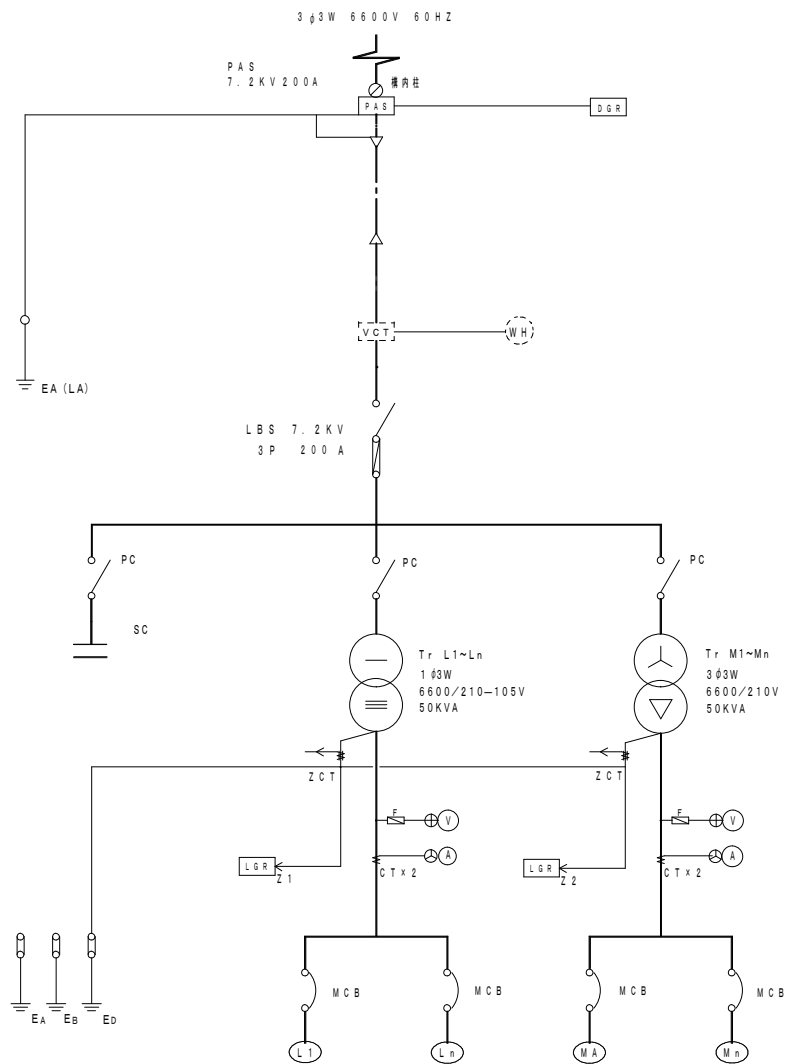 3φ3W 6600V 60HZ
PAS
7.2KV200A
構内柱
PAS
DGR
VCT
WH
EA(LA)
LBS 7.2KV
3P 200A
PC
PC
PC
SC
Tr L1~Ln
1φ3W
6600/210—105V
50KVA
Tr M1~Mn
3φ3W
6600/210V
50KVA
ZCT
ZCT
F
V
F
V
LGR
Z1
A
CT×2
LGR
Z2
A
CT×2
MCB
MCB
MCB
MCB
EA
EB
ED
L1
Ln
MA
Mn